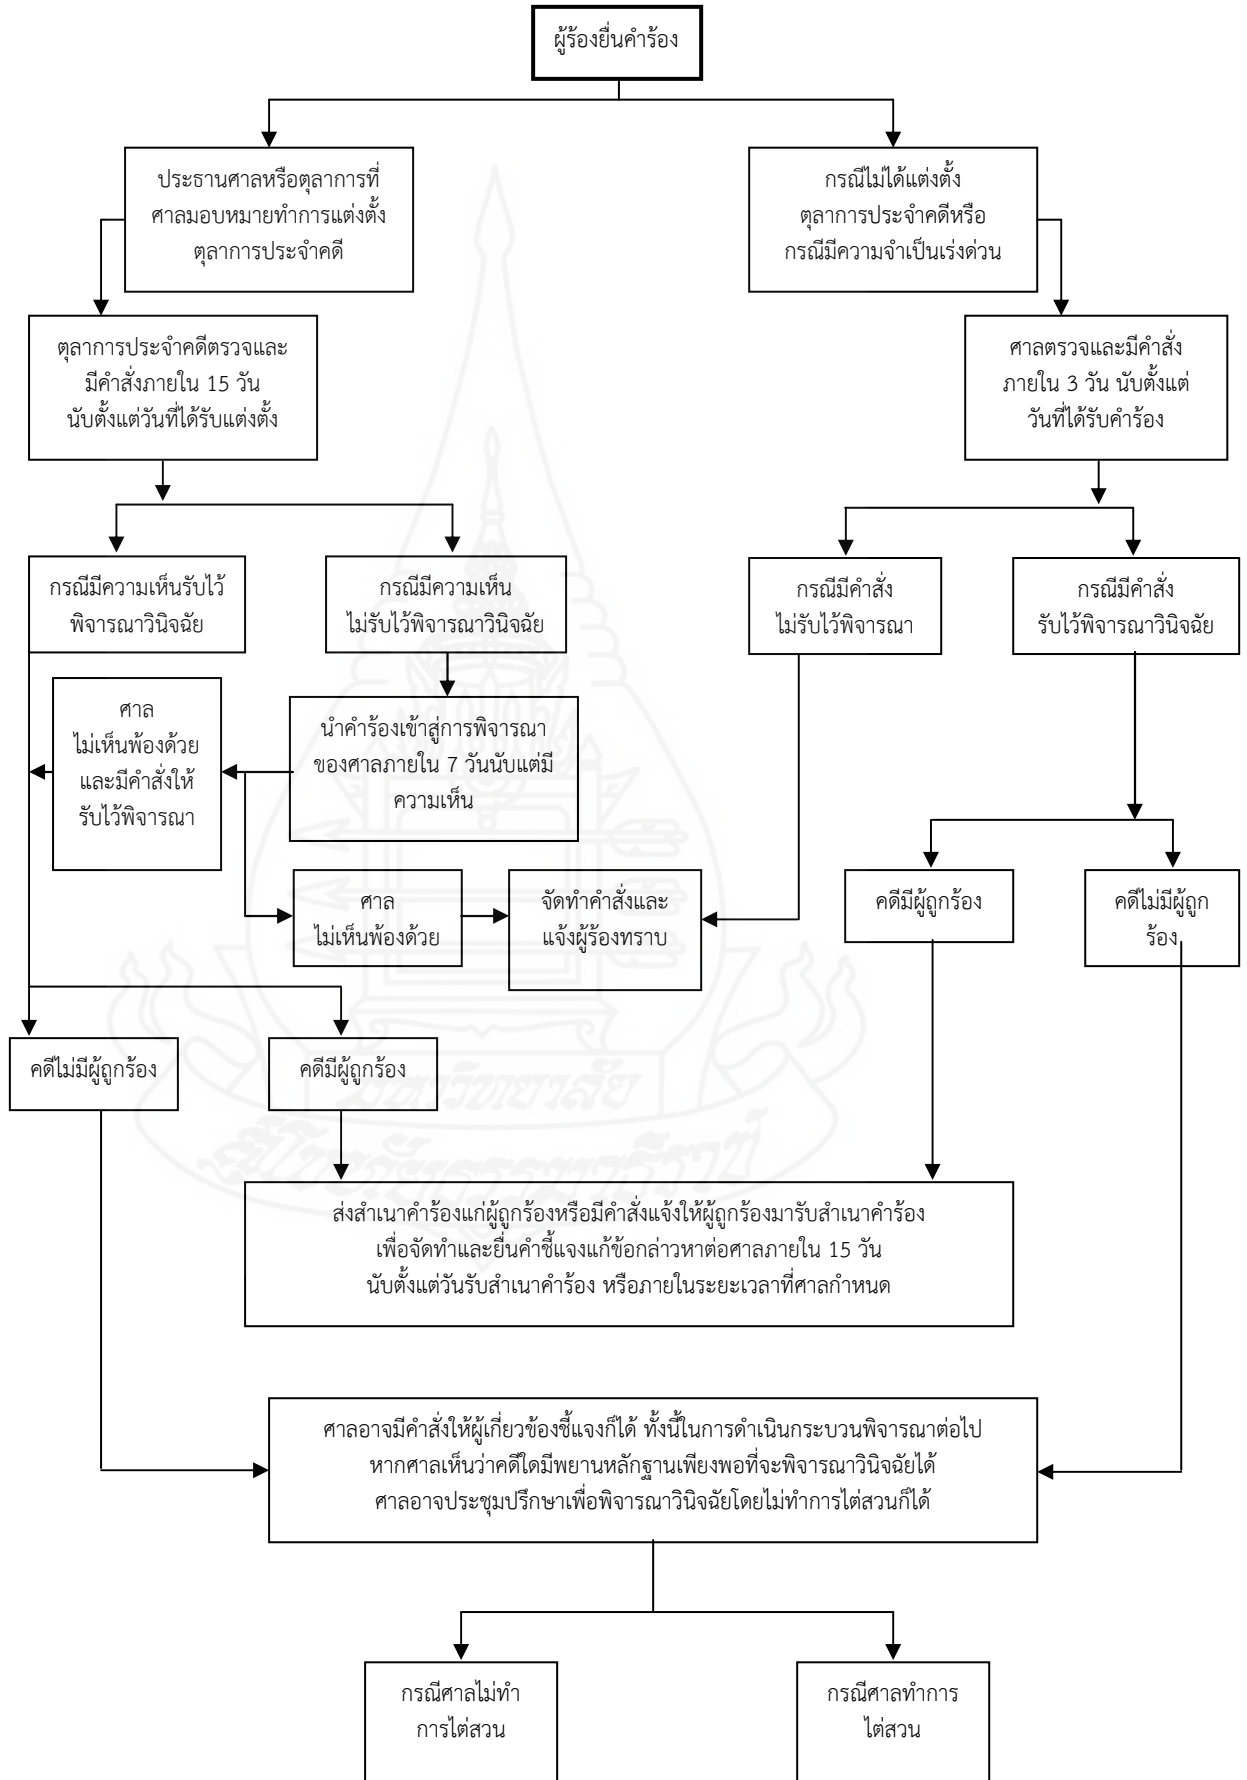 ผู้ร้องยื่นคำร้อง
ประธานศาลหรือตุลาการที่
ศาลมอบหมายทำการแต่งตั้ง
ตุลาการประจำคดี
กรณีไม่ได้แต่งตั้ง
ตุลาการประจำคดีหรือ
กรณีมีความจำเป็นเร่งด่วน
ตุลาการประจำคดีตรวจและ
มีคำสั่งภายใน 15 วัน
นับตั้งแต่วันที่ได้รับแต่งตั้ง
ศาลตรวจและมีคำสั่ง
ภายใน 3 วัน นับตั้งแต่
วันที่ได้รับคำร้อง
กรณีมีความเห็นรับไว้
พิจารณาวินิจฉัย
กรณีมีความเห็น
ไม่รับไว้พิจารณาวินิจฉัย
กรณีมีคำสั่ง
ไม่รับไว้พิจารณา
กรณีมีคำสั่ง
รับไว้พิจารณาวินิจฉัย
ศาล
ไม่เห็นพ้องด้วย
และมีคำสั่งให้
รับไว้พิจารณา
นำคำร้องเข้าสู่การพิจารณา
ของศาลภายใน 7 วันนับแต่มี
ความเห็น
ศาล
ไม่เห็นพ้องด้วย
จัดทำคำสั่งและ
แจ้งผู้ร้องทราบ
คดีมีผู้ถูกร้อง
คดีไม่มีผู้ถูก
ร้อง
คดีไม่มีผู้ถูกร้อง
คดีมีผู้ถูกร้อง
มหาวิทยาลัย
สุโขทัยธรรมาธิราช
ส่งสำเนาคำร้องแก่ผู้ถูกร้องหรือมีคำสั่งแจ้งให้ผู้ถูกร้องมารับสำเนาคำร้อง
เพื่อจัดทำและยื่นคำชี้แจงแก้ข้อกล่าวหาต่อศาลภายใน 15 วัน
นับตั้งแต่วันรับสำเนาคำร้อง หรือภายในระยะเวลาที่ศาลกำหนด
ศาลอาจมีคำสั่งให้ผู้เกี่ยวข้องชี้แจงก็ได้ ทั้งนี้ในการดำเนินกระบวนพิจารณาต่อไป
หากศาลเห็นว่าคดีใดมีพยานหลักฐานเพียงพอที่จะพิจารณาวินิจฉัยได้
ศาลอาจประชุมปรึกษาเพื่อพิจารณาวินิจฉัยโดยไม่ทำการไต่สวนก็ได้
กรณีศาลไม่ทำ
การไต่สวน
กรณีศาลทำการ
ไต่สวน